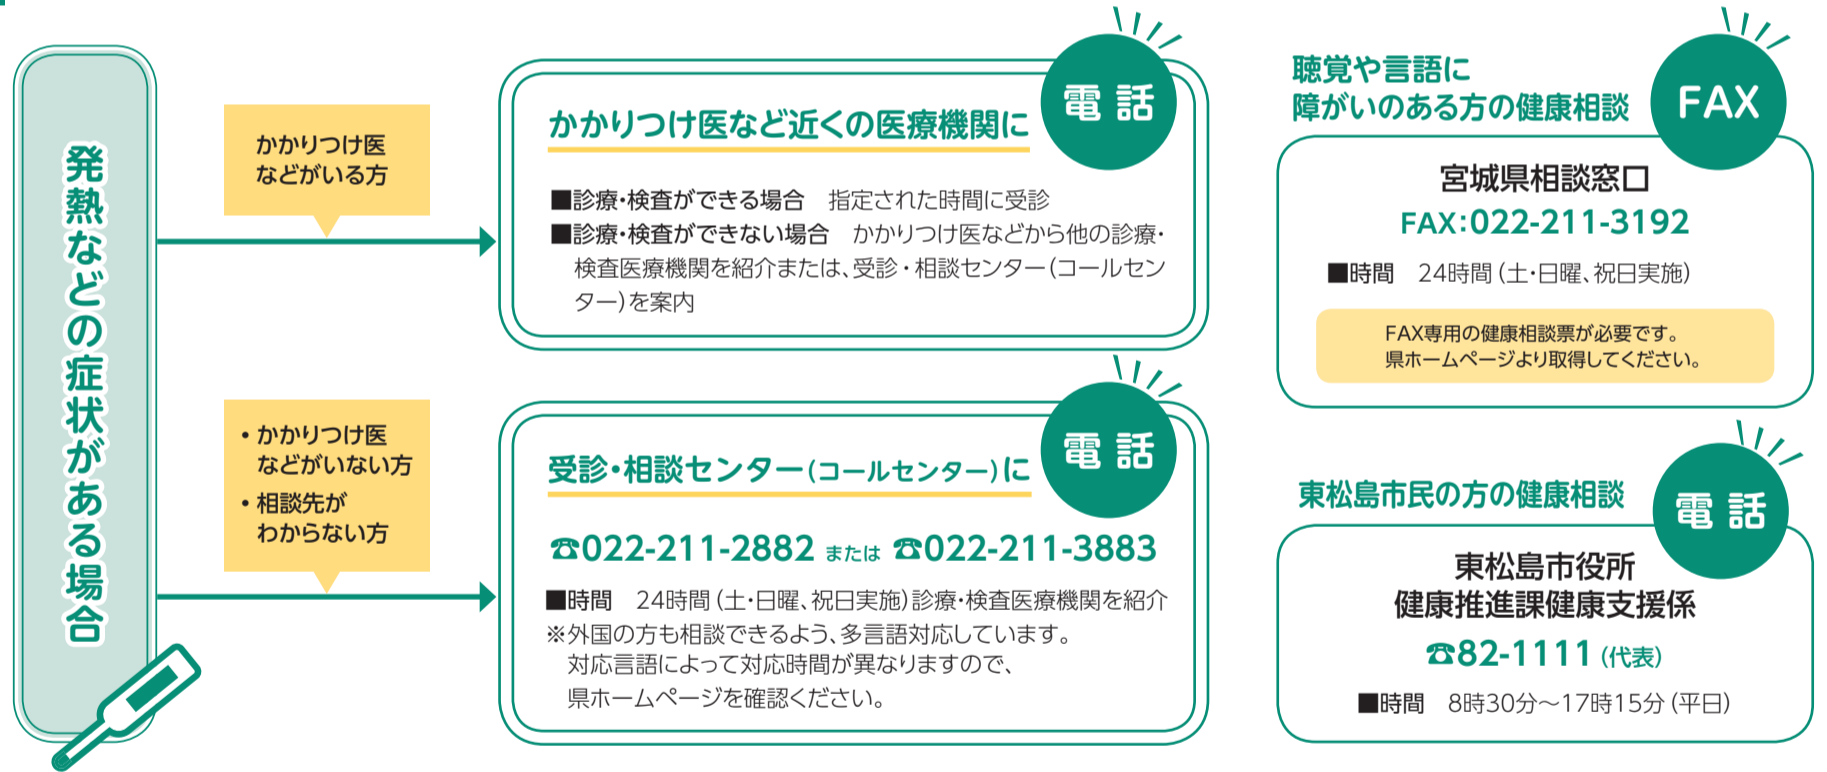 発熱などの症状がある場合
かかりつけ医
などがいる方
かかりつけ医など近くの医療機関に
電話
■診療・検査ができる場合　指定された時間に受診
■診療・検査ができない場合　かかりつけ医などから他の診療・
検査医療機関を紹介または、受診・相談センター(コールセン
ター)を案内
・かかりつけ医
などがいない方
・相談先が
わからない方
受診・相談センター(コールセンター)に
電話
☎022-211-2882 または ☎022-211-3883
■時間　24時間(土・日曜、祝日実施)診療・検査医療機関を紹介
※外国の方も相談できるよう、多言語対応しています。
対応言語によって対応時間が異なりますので、
県ホームページを確認ください。
聴覚や言語に
障がいのある方の健康相談
FAX
宮城県相談窓口
FAX:022-211-3192
■時間　24時間(土・日曜、祝日実施)
FAX専用の健康相談票が必要です。
県ホームページより取得してください。
東松島市民の方の健康相談
電話
東松島市役所
健康推進課健康支援係
☎82-1111(代表)
■時間　8時30分～17時15分(平日)